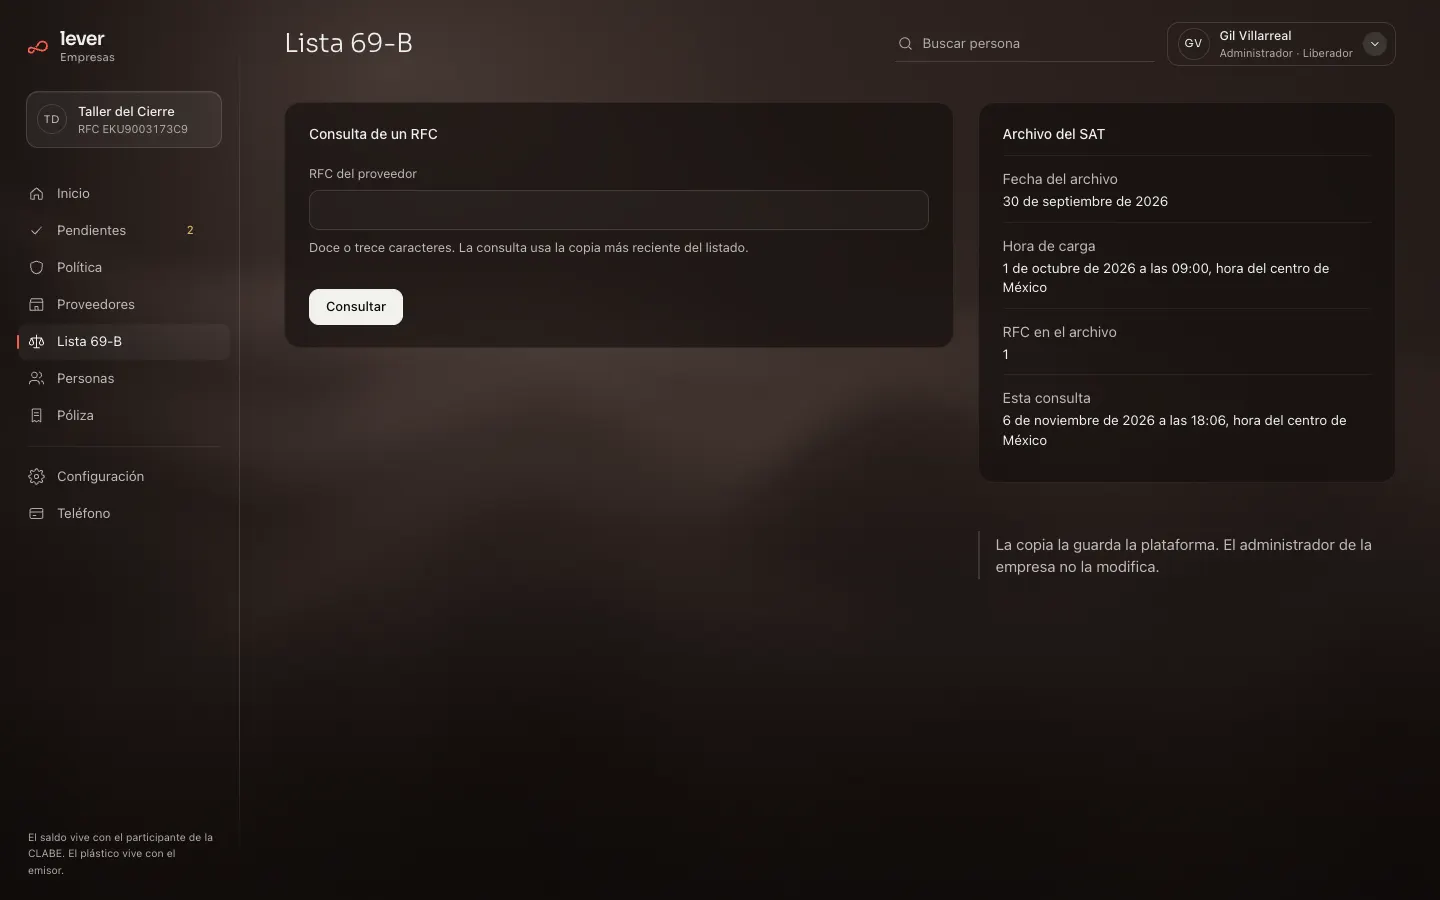 lever
Empresas
TD
Taller del Cierre
RFC EKU9003173C9
Inicio
Pendientes 2
Política
Proveedores
Lista 69-B
Personas
Póliza
Configuración
Teléfono
El saldo vive con el participante de la
CLABE. El plástico vive con el
emisor.
Lista 69-B
Buscar persona
GV
Gil Villarreal
Administrador · Liberador
Consulta de un RFC
RFC del proveedor
Doce o trece caracteres. La consulta usa la copia más reciente del listado.
Consultar
Archivo del SAT
Fecha del archivo
30 de septiembre de 2026
Hora de carga
1 de octubre de 2026 a las 09:00, hora del centro de
México
RFC en el archivo
1
Esta consulta
6 de noviembre de 2026 a las 18:06, hora del centro de
México
La copia la guarda la plataforma. El administrador de la
empresa no la modifica.